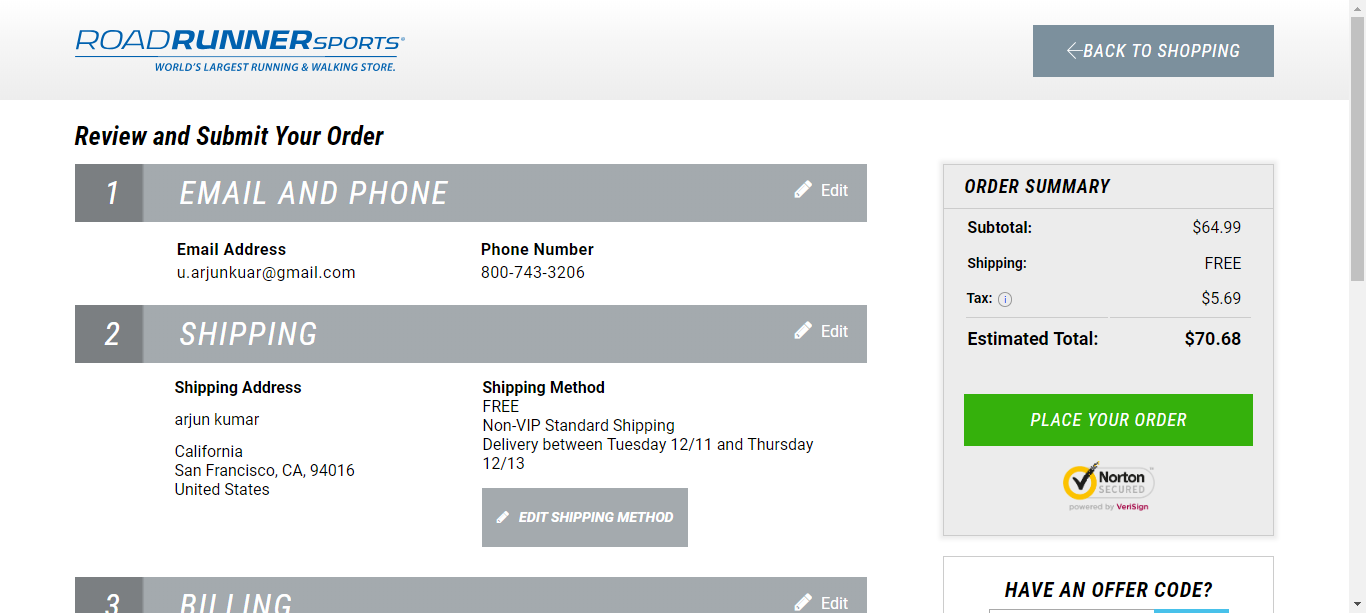 ROADRUNNERSPORTS®
WORLD'S LARGEST RUNNING & WALKING STORE.
BACK TO SHOPPING
Review and Submit Your Order
1 EMAIL AND PHONE Edit
Email Address Phone Number
u.arjunkuar@gmail.com 800-743-3206
2 SHIPPING Edit
Shipping Address
arjun kumar
California
San Francisco, CA, 94016
United States
Shipping Method
FREE
Non-VIP Standard Shipping
Delivery between Tuesday 12/11 and Thursday
12/13
EDIT SHIPPING METHOD
3 BILLING Edit
ORDER SUMMARY
Subtotal: $64.99
Shipping: FREE
Tax: i $5.69
Estimated Total: $70.68
PLACE YOUR ORDER
Norton
SECURED
powered by VeriSign
HAVE AN OFFER CODE?